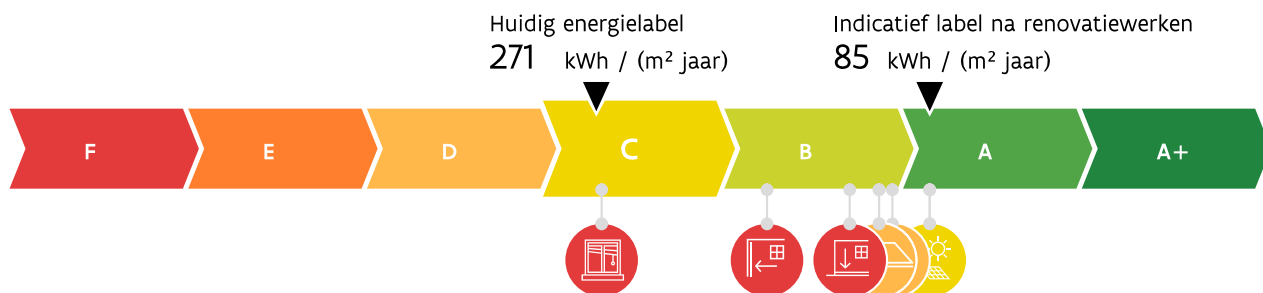 Huidig energielabel
271 kWh / (m² jaar)
Indicatief label na renovatiewerken
85 kWh / (m² jaar)
F E D C B A A+